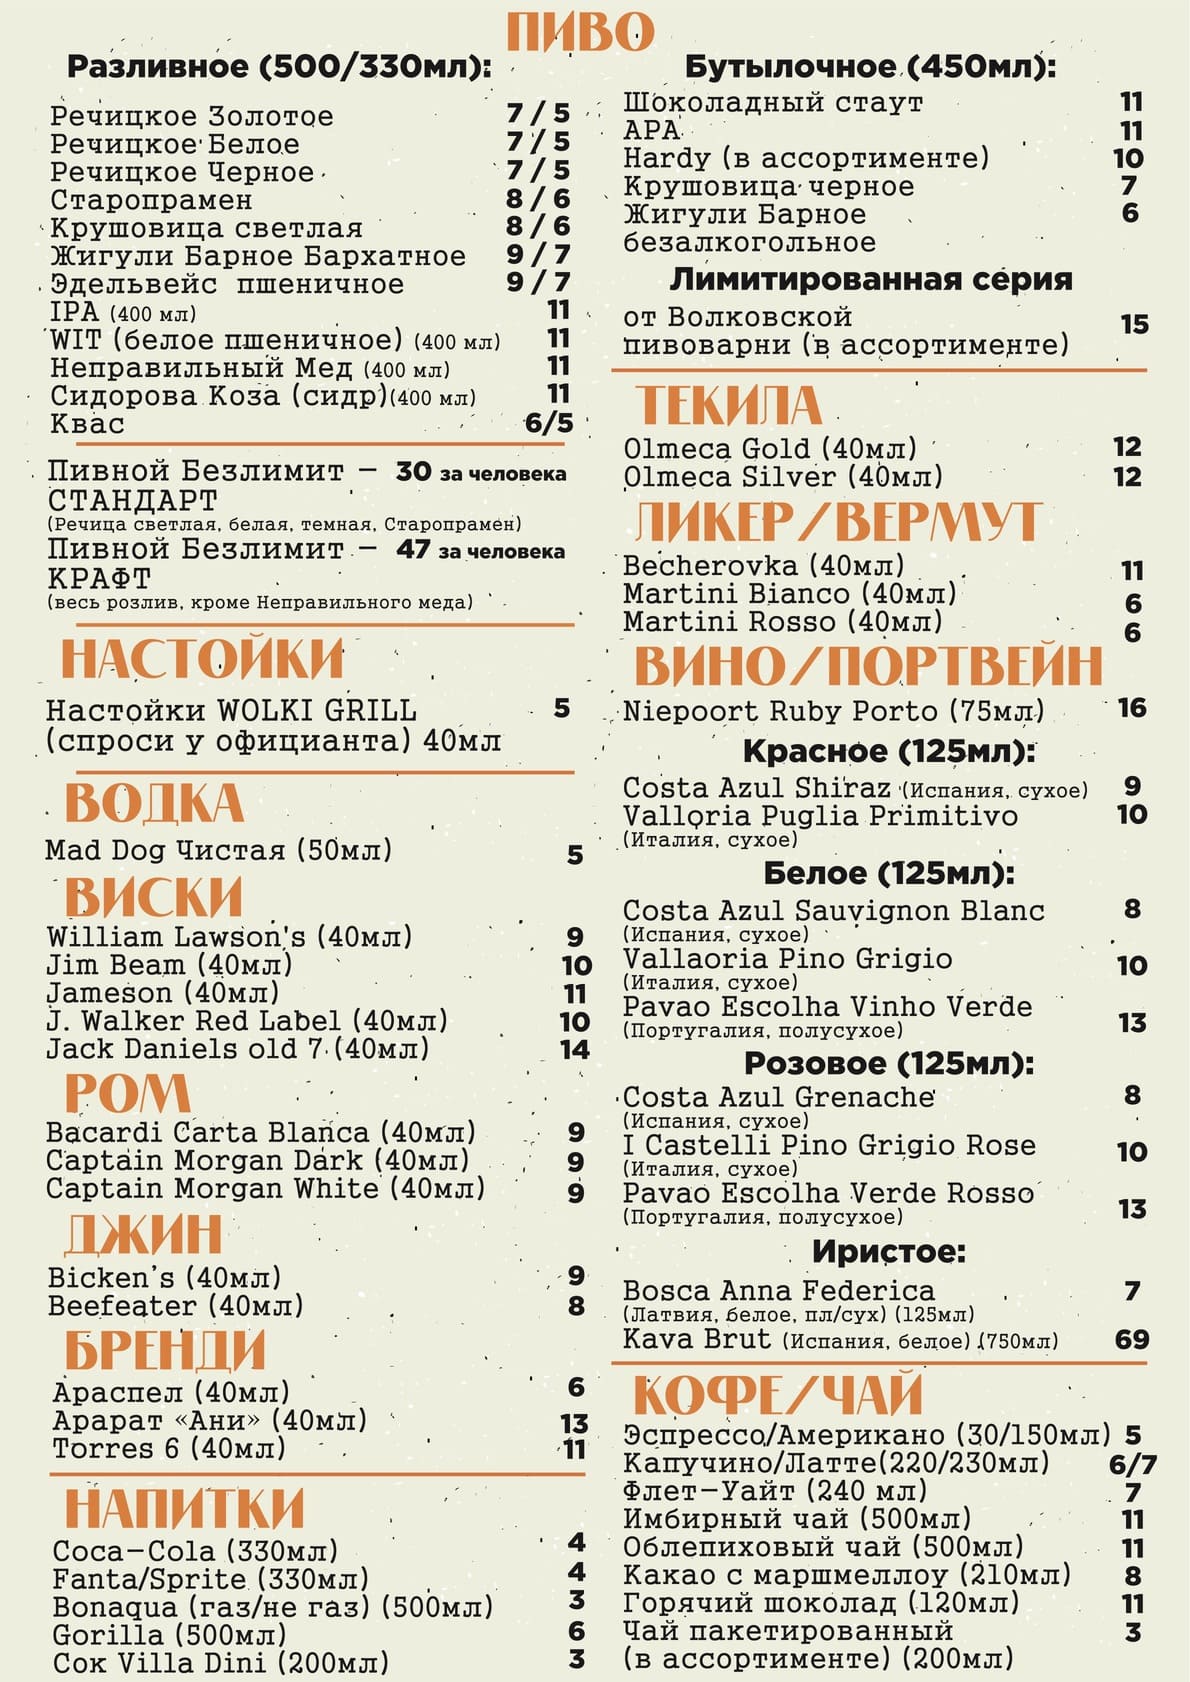 ПИВО
Разливное (500/330мл):
Речицкое Золотое 7 / 5
Речицкое Белое 7 / 5
Речицкое Черное 7 / 5
Старопрамен 8 / 6
Крушовица светлая 8 / 6
Жигули Барное Бархатное 9 / 7
Эдельвейс пшеничное 9 / 7
IPA (400 мл) 11
WIT (белое пшеничное) (400 мл) 11
Неправильный Мед (400 мл) 11
Сидорова Коза (сидр)(400 мл) 11
Квас 6/5
Пивной Безлимит – 30 за человека
СТАНДАРТ
(Речица светлая, белая, темная, Старопрамен)
Пивной Безлимит – 47 за человека
КРАФТ
(весь розлив, кроме Неправильного меда)
НАСТОЙКИ
Настойки WOLKI GRILL 5
(спроси у официанта) 40мл
ВОДКА
Mad Dog Чистая (50мл) 5
ВИСКИ
William Lawson's (40мл) 9
Jim Beam (40мл) 10
Jameson (40мл) 11
J. Walker Red Label (40мл) 10
Jack Daniels old 7 (40мл) 14
РОМ
Bacardi Carta Blanca (40мл) 9
Captain Morgan Dark (40мл) 9
Captain Morgan White (40мл) 9
ДЖИН
Bicken's (40мл) 9
Beefeater (40мл) 8
БРЕНДИ
Араспел (40мл) 6
Арарат «Ани» (40мл) 13
Torres 6 (40мл) 11
НАПИТКИ
Coca-Cola (330мл) 4
Fanta/Sprite (330мл) 4
Bonaqua (газ/не газ) (500мл) 3
Gorilla (500мл) 6
Сок Villa Dini (200мл) 3
Бутылочное (450мл):
Шоколадный стаут 11
APA 11
Hardy (в ассортименте) 10
Крушовица черное 7
Жигули Барное 6
безалкогольное
Лимитированная серия
от Волковской 15
пивоварни (в ассортименте)
ТЕКИЛА
Olmeca Gold (40мл) 12
Olmeca Silver (40мл) 12
ЛИКЕР/ВЕРМУТ
Becherovka (40мл) 11
Martini Bianco (40мл) 6
Martini Rosso (40мл) 6
ВИНО/ПОРТВЕЙН
Niepoort Ruby Porto (75мл) 16
Красное (125мл):
Costa Azul Shiraz (Испания, сухое) 9
Valloria Puglia Primitivo 10
(Италия, сухое)
Белое (125мл):
Costa Azul Sauvignon Blanc 8
(Испания, сухое)
Vallaoria Pino Grigio 10
(Италия, сухое)
Pavao Escolha Vinho Verde 13
(Португалия, полусухое)
Розовое (125мл):
Costa Azul Grenache 8
(Испания, сухое)
I Castelli Pino Grigio Rose 10
(Италия, сухое)
Pavao Escolha Verde Rosso 13
(Португалия, полусухое)
Иристое:
Bosca Anna Federica 7
(Латвия, белое, пл/сух) (125мл)
Kava Brut (Испания, белое) (750мл) 69
КОФЕ/ЧАЙ
Эспрессо/Американо (30/150мл) 5
Капучино/Латте(220/230мл) 6/7
Флет-Уайт (240 мл) 7
Имбирный чай (500мл) 11
Облепиховый чай (500мл) 11
Какао с маршмеллоу (210мл) 8
Горячий шоколад (120мл) 11
Чай пакетированный 3
(в ассортименте) (200мл)